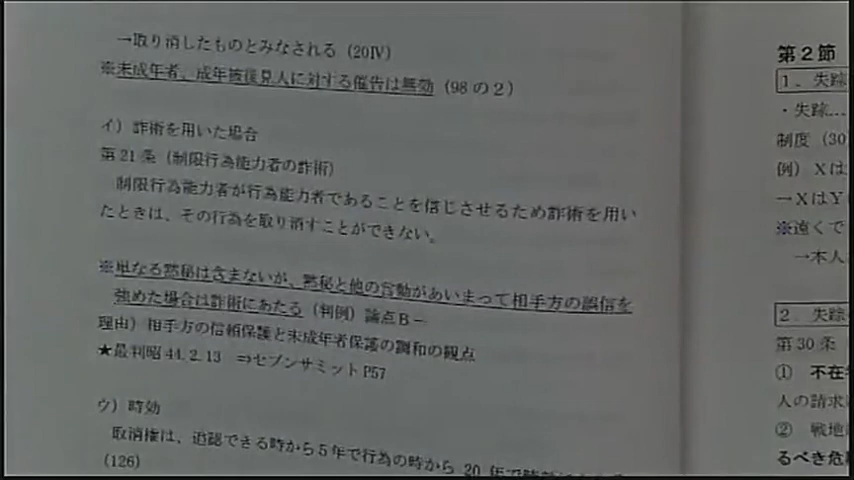 →取り消したものとみなされる（20Ⅳ）
※未成年者、成年被後見人に対する催告は無効（98の2）
イ）詐術を用いた場合
第21条（制限行為能力者の詐術）
制限行為能力者が行為能力者であることを信じさせるため詐術を用い
たときは、その行為を取り消すことができない。
※単なる黙秘は含まないが、黙秘と他の言動があいまって相手方の誤信を
強めた場合は詐術にあたる（判例）論点B－
理由）相手方の信頼保護と未成年者保護の調和の観点
★最判昭44.2.13 ⇒セブンサミットP57
ウ）時効
取消権は、追認できる時から5年で行為の時から 20 年で
（126）
第2節
1．失踪
・失踪…
制度（30
例）Xは
→XはY
※遠くで
→本人
2．失踪
第30条
① 不在
人の請求
② 戦地
るべき危